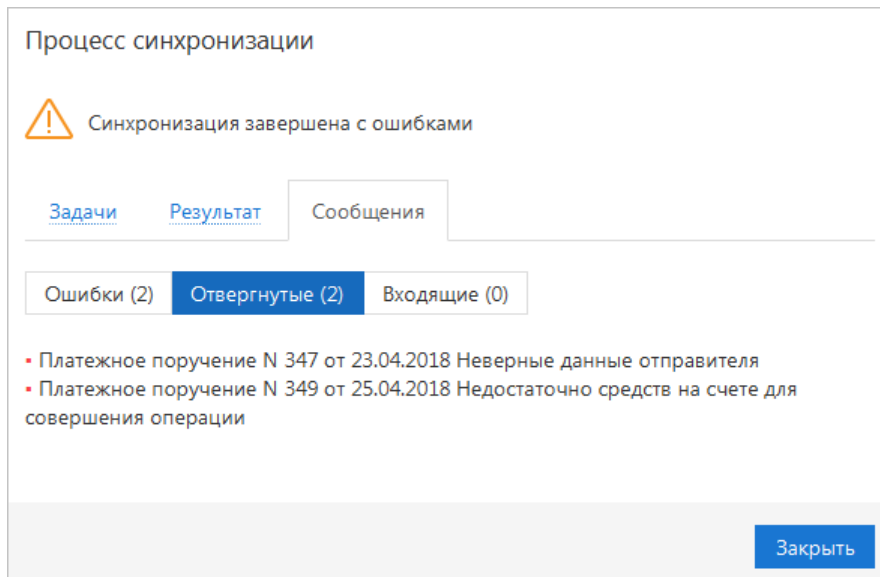 Процесс синхронизации
Синхронизация завершена с ошибками
Задачи Результат Сообщения
Ошибки (2) Отвергнутые (2) Входящие (0)
▪ Платежное поручение N 347 от 23.04.2018 Неверные данные отправителя
▪ Платежное поручение N 349 от 25.04.2018 Недостаточно средств на счете для
совершения операции
Закрыть